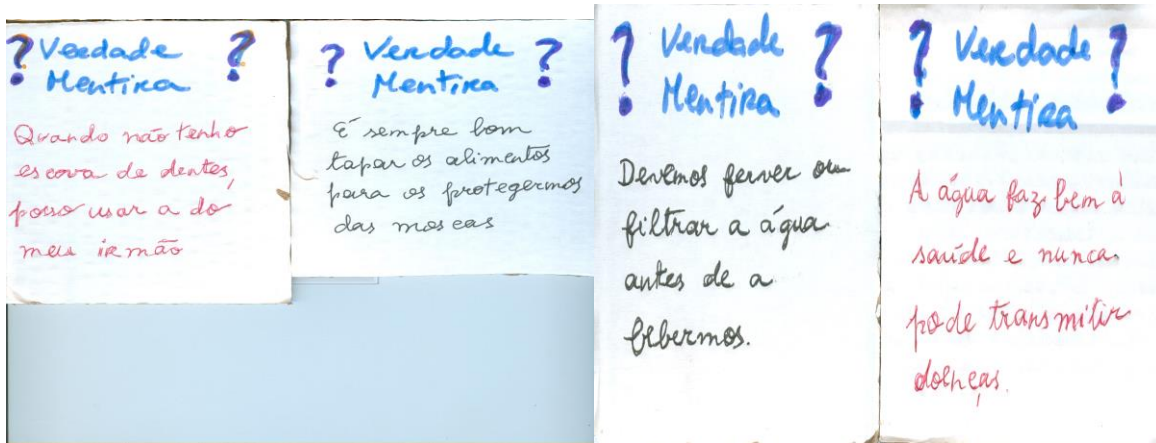 ? Verdade ?
Mentira
Quando não tenho
escova de dentes,
posso usar a do
meu irmão
? Verdade ?
Mentira
É sempre bom
tapar os alimentos
para os protegermos
das moscas
? Verdade ?
Mentira
Devemos ferver ou
filtrar a água
antes de a
bebermos.
? Verdade ?
Mentira
A água faz bem à
saúde e nunca
pode transmitir
doenças.